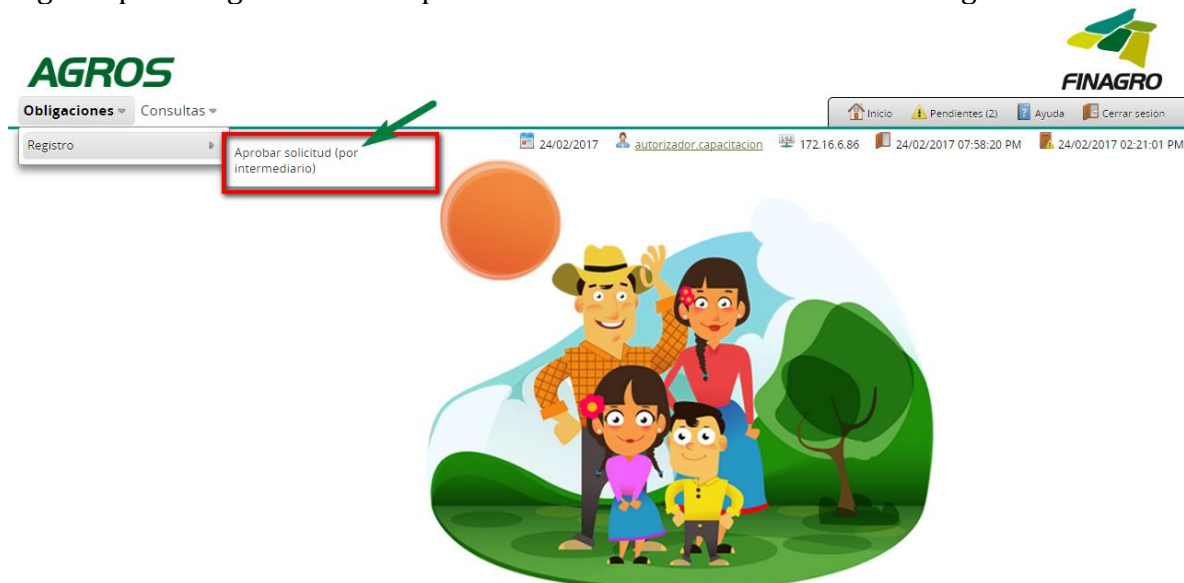 AGROS
FINAGRO
Obligaciones Consultas
Inicio Pendientes (2) Ayuda Cerrar sesión
Registro
Aprobar solicitud (por
intermediario)
24/02/2017 autorizador.capacitacion 172.16.6.86 24/02/2017 07:58:20 PM 24/02/2017 02:21:01 PM